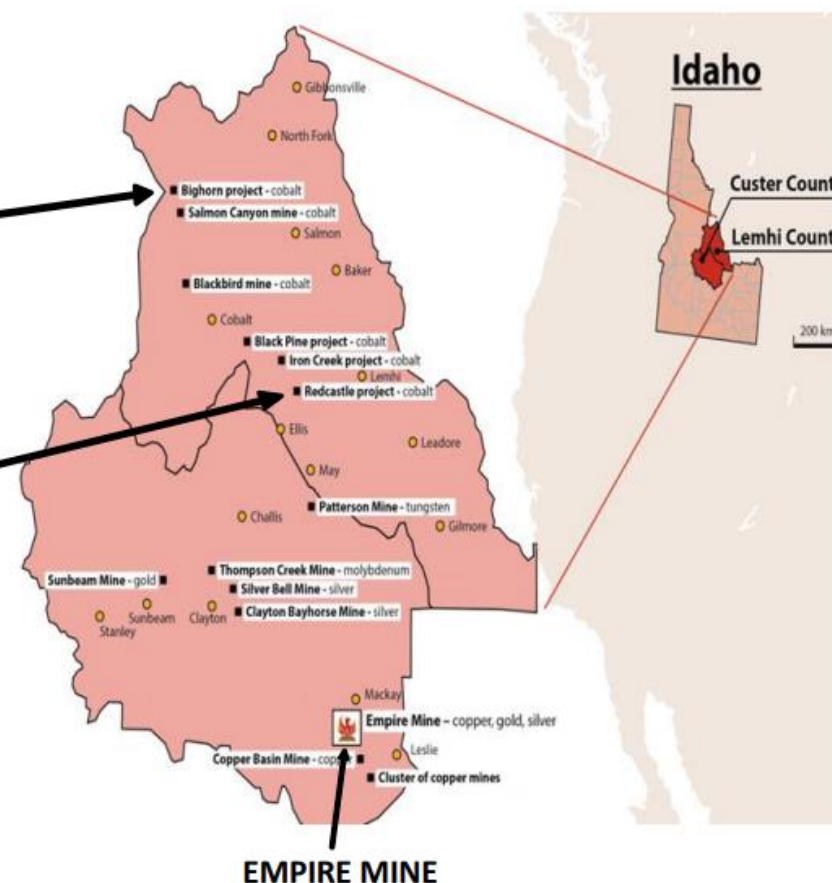 Idaho
Custer Count
Lemhi Count
200 km
Gibbonsville
North Fork
Bighorn project - cobalt
Salmon Canyon mine - cobalt
Salmon
Baker
Blackbird mine - cobalt
Cobalt
Black Pine project - cobalt
Iron Creek project - cobalt
Lemhi
Redcastle project - cobalt
Ellis
Leadore
May
Patterson Mine - tungsten
Challis
Gilmore
Thompson Creek Mine - molybdenum
Sunbeam Mine - gold
Silver Bell Mine - silver
Clayton Bayhorse Mine - silver
Sunbeam
Clayton
Stanley
Mackay
Empire Mine – copper, gold, silver
Leslie
Copper Basin Mine - copper
Cluster of copper mines
EMPIRE MINE